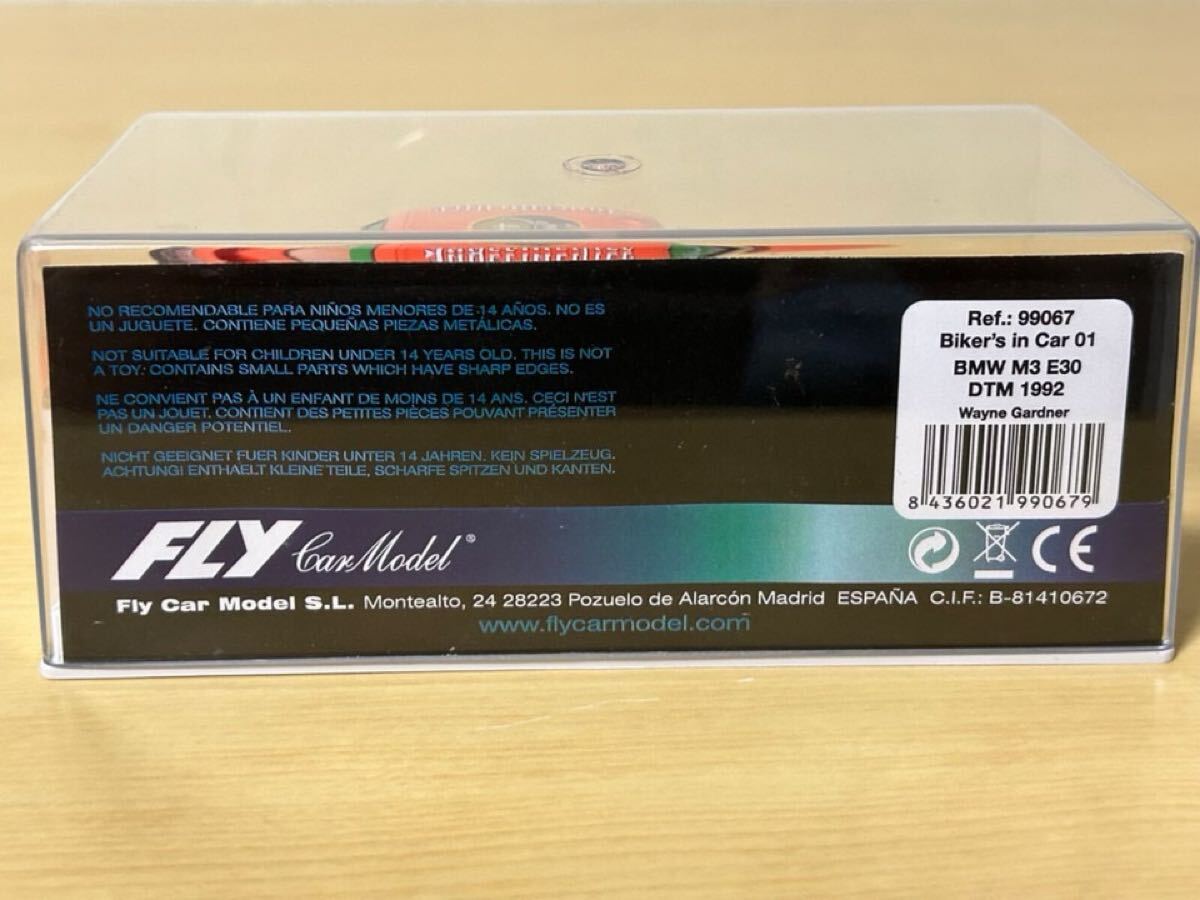 NO RECOMENDABLE PARA NIÑOS MENORES DE 14 AÑOS. NO ES
UN JUGUETE. CONTIENE PEQUEÑAS PIEZAS METÁLICAS.
NOT SUITABLE FOR CHILDREN UNDER 14 YEARS OLD. THIS IS NOT
A TOY. CONTAINS SMALL PARTS WHICH HAVE SHARP EDGES.
NE CONVIENT PAS À UN ENFANT DE MOINS DE 14 ANS. CECI N'EST
PAS UN JOUET. CONTIENT DES PETITES PIÈCES POUVANT PRÉSENTER
UN DANGER POTENTIEL.
NICHT GEEIGNET FUER KINDER UNTER 14 JAHREN. KEIN SPIELZEUG.
ACHTUNG! ENTHAELT KLEINE TEILE, SCHARFE SPITZEN UND KANTEN.
Ref.: 99067
Biker's in Car 01
BMW M3 E30
DTM 1992
Wayne Gardner
8 436021 990679
FLY Car Model ®
CE
Fly Car Model S.L. Montealto, 24 28223 Pozuelo de Alarcón Madrid ESPAÑA C.I.F.: B-81410672
www.flycarmodel.com